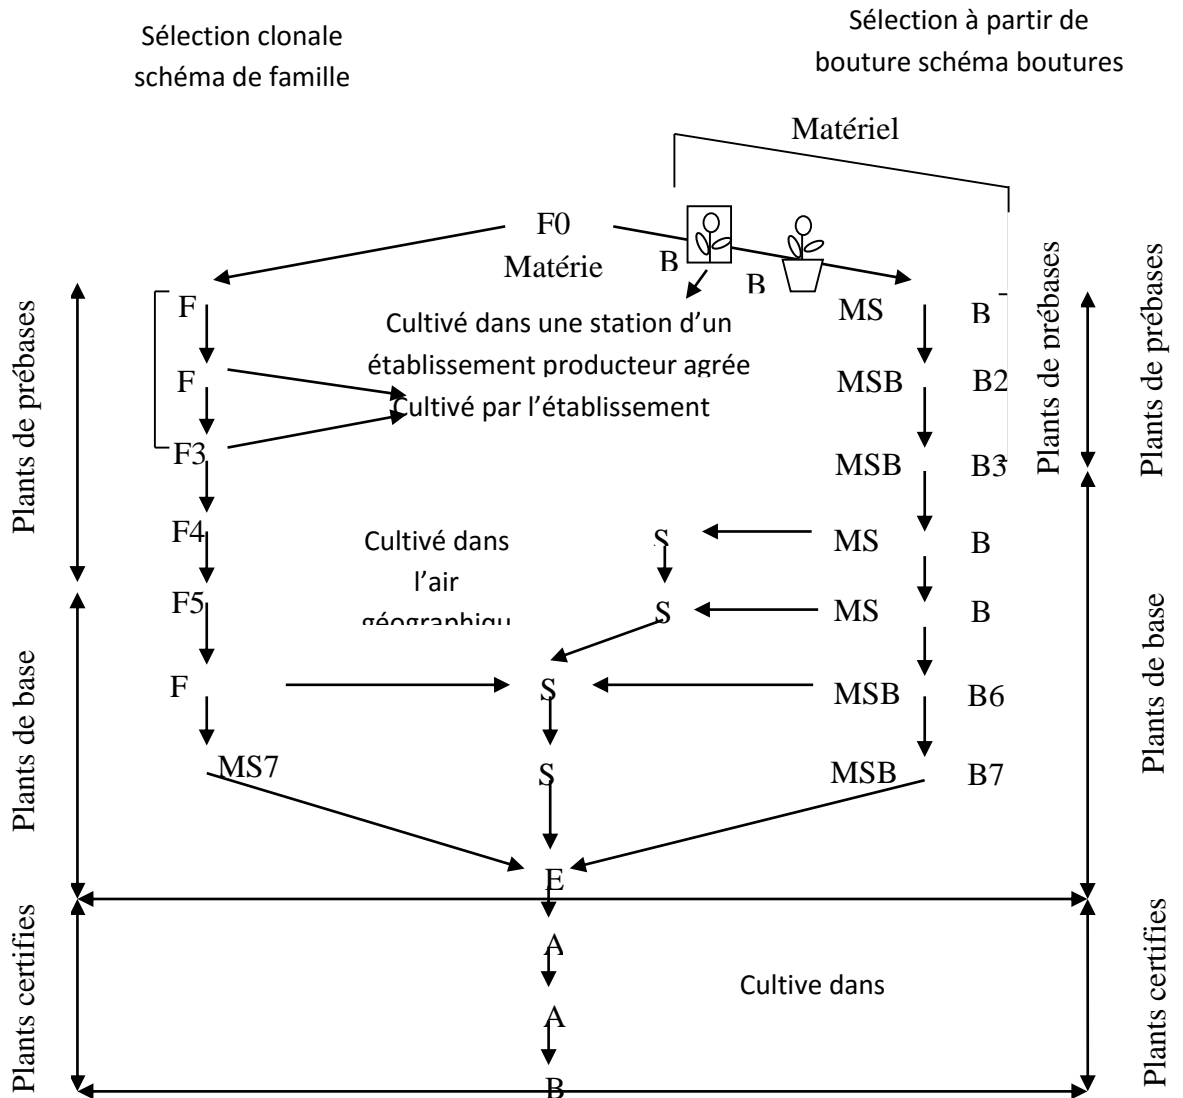 Sélection clonale
schéma de famille
Sélection à partir de
bouture schéma boutures
Matériel
F0
Matérie
B
B
F
MS
B
Cultivé dans une station d’un
établissement producteur agrée
F
MSB
B2
Cultivé par l’établissement
F3
MSB
B3
Plants de prébases
Plants de prébases
Plants de prébases
F4
Cultivé dans
l’air
géographiqu
S
MS
B
F5
S
MS
B
F
S
MSB
B6
MS7
S
MSB
B7
Plants de base
Plants de base
E
A
Cultive dans
A
B
Plants certifies
Plants certifies